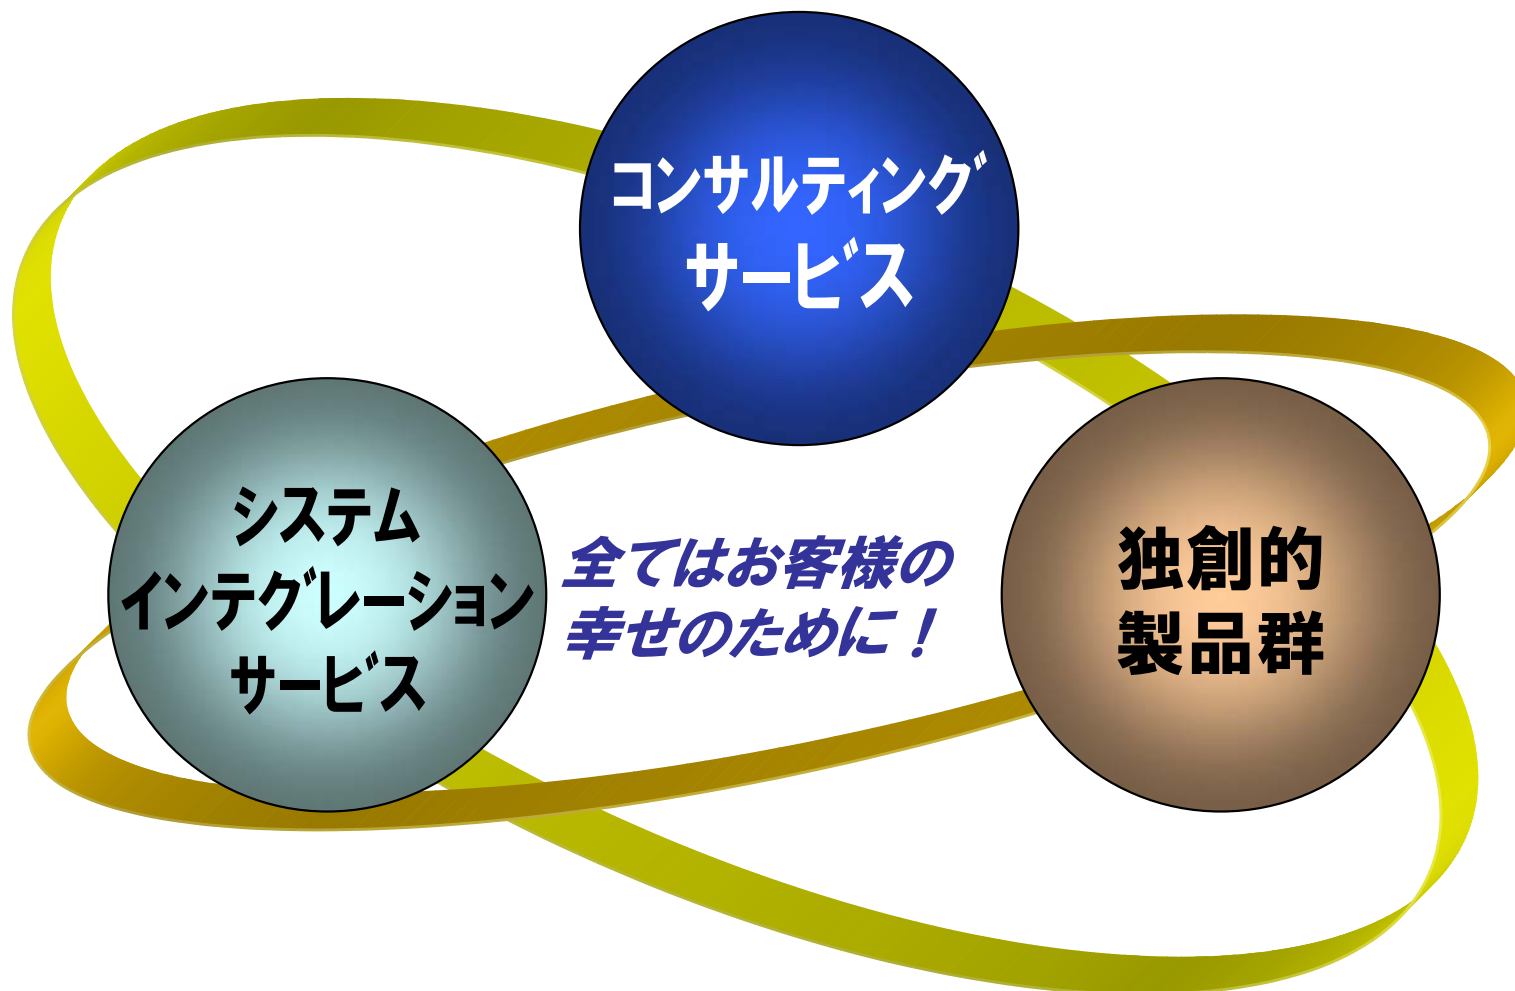 コンサルティング
サービス
システム
インテグレーション
サービス
全てはお客様の
幸せのために！
独創的
製品群